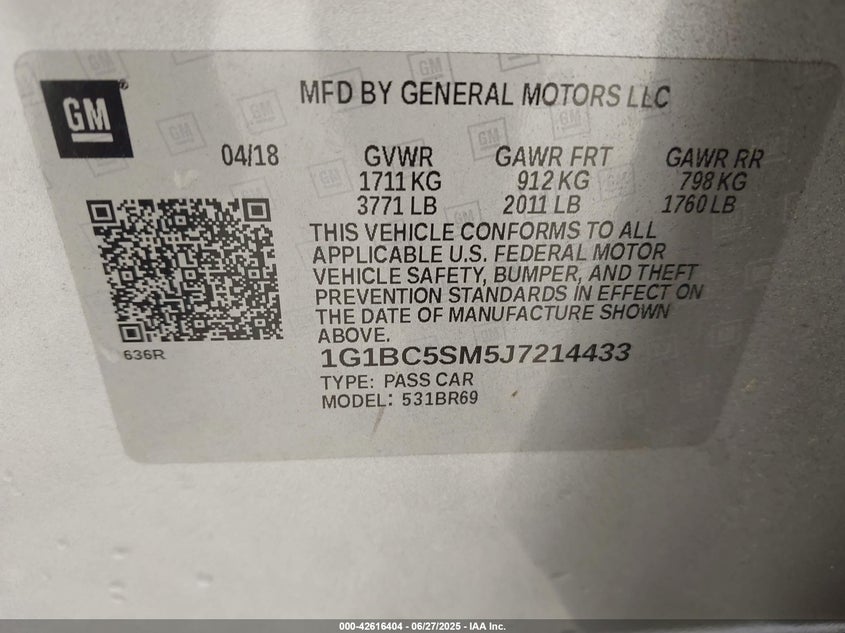 GM
MFD BY GENERAL MOTORS LLC
04/18 GVWR GAWR FRT GAWR RR
1711 KG 912 KG 798 KG
3771 LB 2011 LB 1760 LB
THIS VEHICLE CONFORMS TO ALL
APPLICABLE U.S. FEDERAL MOTOR
VEHICLE SAFETY, BUMPER, AND THEFT
PREVENTION STANDARDS IN EFFECT ON
THE DATE OF MANUFACTURE SHOWN
ABOVE.
636R
1G1BC5SM5J7214433
TYPE: PASS CAR
MODEL: 531BR69
000-42616404 - 06/27/2025 - IAA Inc.